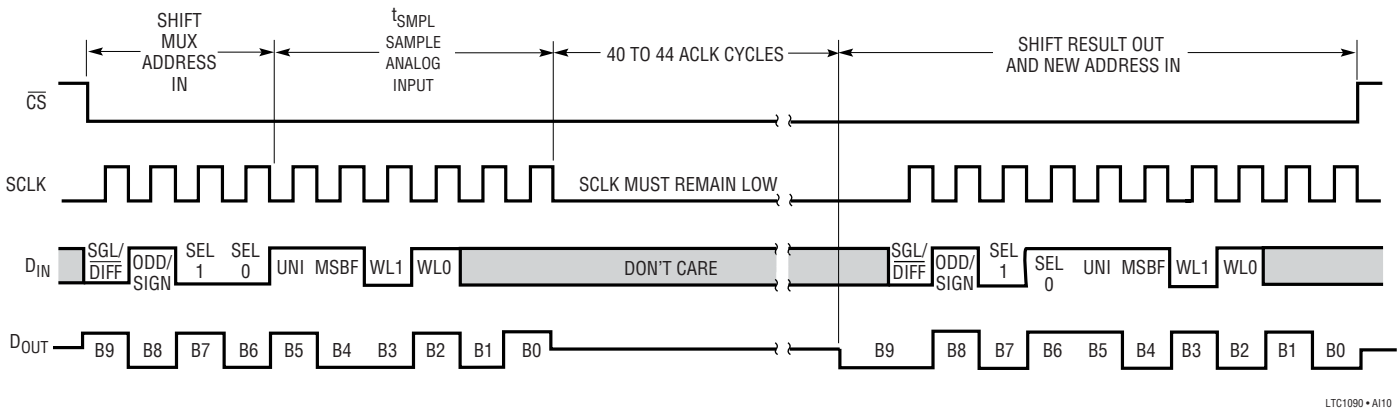 SHIFT
MUX
ADDRESS
IN
tSMPL
SAMPLE
ANALOG
INPUT
40 TO 44 ACLK CYCLES
SHIFT RESULT OUT
AND NEW ADDRESS IN
CS
SCLK
SCLK MUST REMAIN LOW
DIN
SGL/
DIFF
ODD/
SIGN
SEL
1
SEL
0
UNI
MSBF
WL1
WL0
DON'T CARE
SGL/
DIFF
ODD/
SIGN
SEL
1
SEL
0
UNI
MSBF
WL1
WL0
DOUT
B9
B8
B7
B6
B5
B4
B3
B2
B1
B0
B9
B8
B7
B6
B5
B4
B3
B2
B1
B0
LTC1090 • AI10